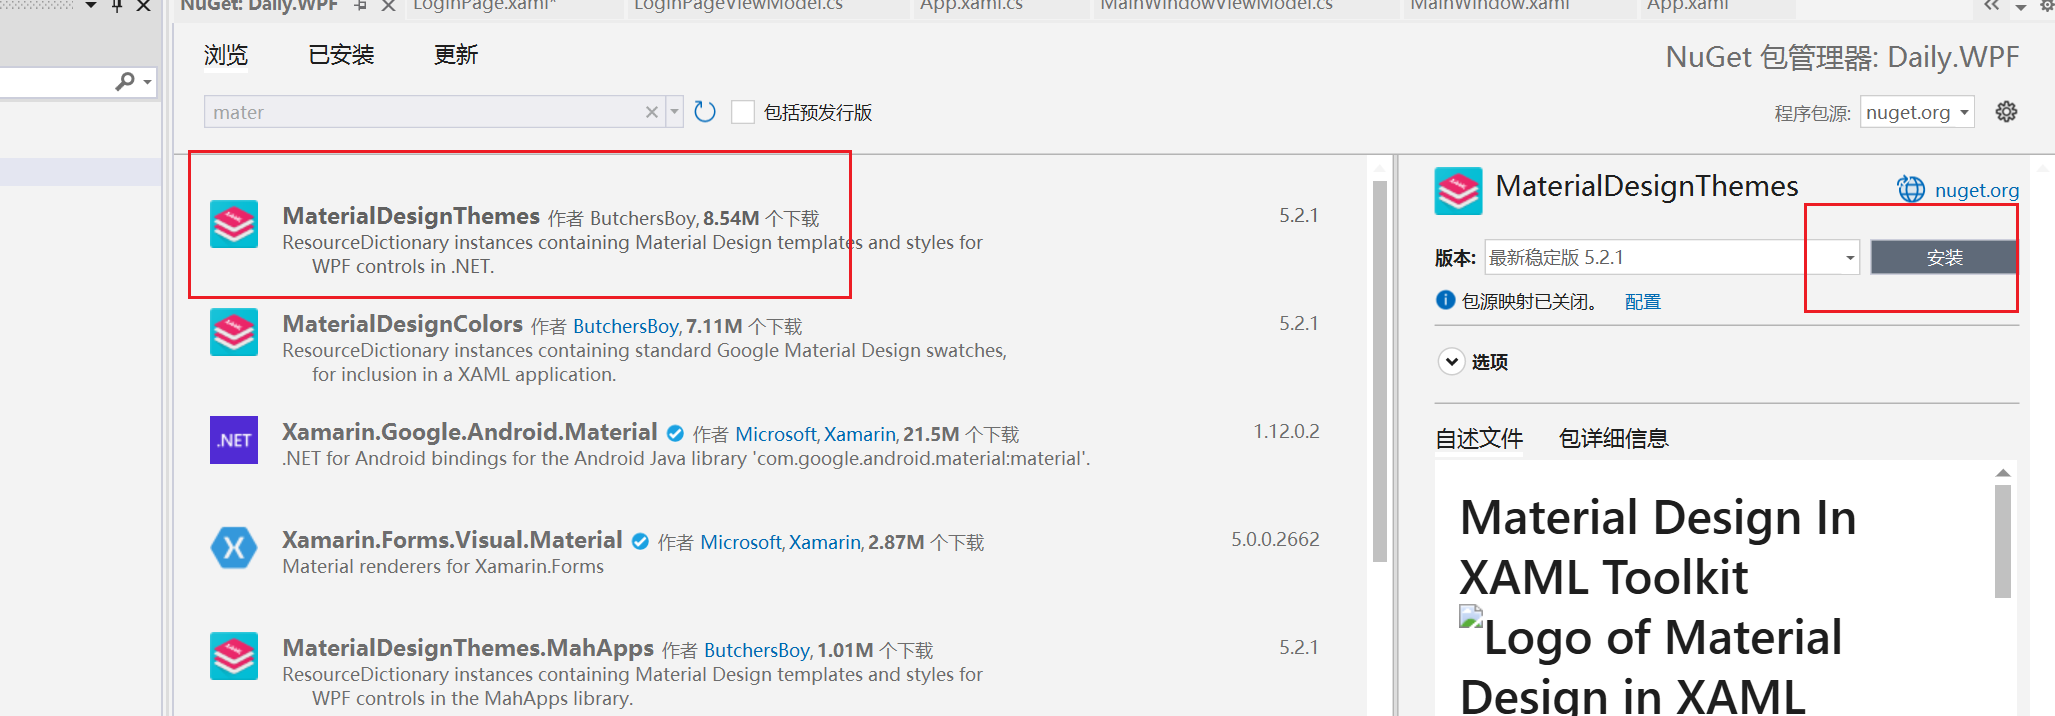 NuGet: Daily.WPF
LoginPage.xaml*
LoginPageViewModel.cs
App.xaml.cs
MainWindowViewModel.cs
MainWindow.xaml
App.xaml
浏览 已安装 更新
NuGet 包管理器: Daily.WPF
mater
包括预发行版
程序包源: nuget.org
MaterialDesignThemes 作者 ButchersBoy, 8.54M 个下载
5.2.1
ResourceDictionary instances containing Material Design templates and styles for
WPF controls in .NET.
MaterialDesignColors 作者 ButchersBoy, 7.11M 个下载
5.2.1
ResourceDictionary instances containing standard Google Material Design swatches,
for inclusion in a XAML application.
.NET
Xamarin.Google.Android.Material 作者 Microsoft, Xamarin, 21.5M 个下载
1.12.0.2
.NET for Android bindings for the Android Java library 'com.google.android.material:material'.
Xamarin.Forms.Visual.Material 作者 Microsoft, Xamarin, 2.87M 个下载
5.0.0.2662
Material renderers for Xamarin.Forms
MaterialDesignThemes.MahApps 作者 ButchersBoy, 1.01M 个下载
5.2.1
ResourceDictionary instances containing Material Design templates and styles for
WPF controls in the MahApps library.
MaterialDesignThemes
nuget.org
版本: 最新稳定版 5.2.1
安装
包源映射已关闭。 配置
选项
自述文件 包详细信息
Material Design In
XAML Toolkit
Logo of Material
Design in XAML